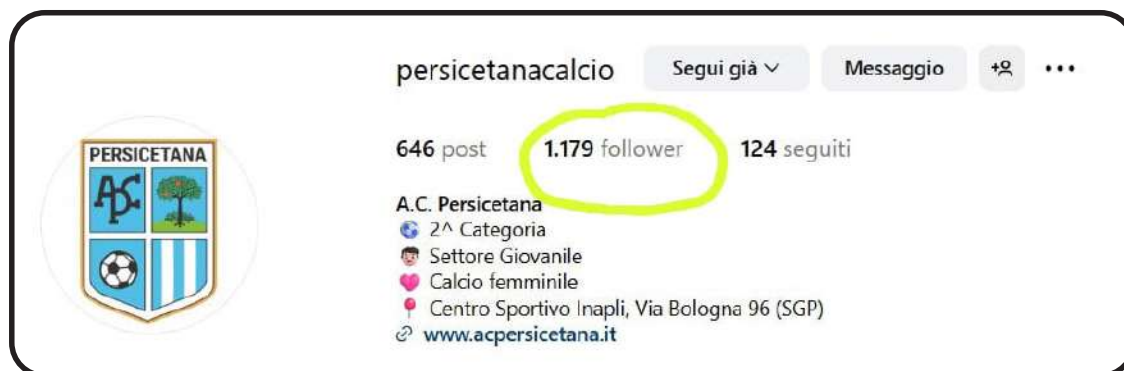 persicetanacalcio Segui già Messaggio
646 post 1.179 follower 124 seguiti
PERSICETANA
APC
A.C. Persicetana
2^ Categoria
Settore Giovanile
Calcio femminile
Centro Sportivo Inapli, Via Bologna 96 (SGP)
www.acpersicetana.it